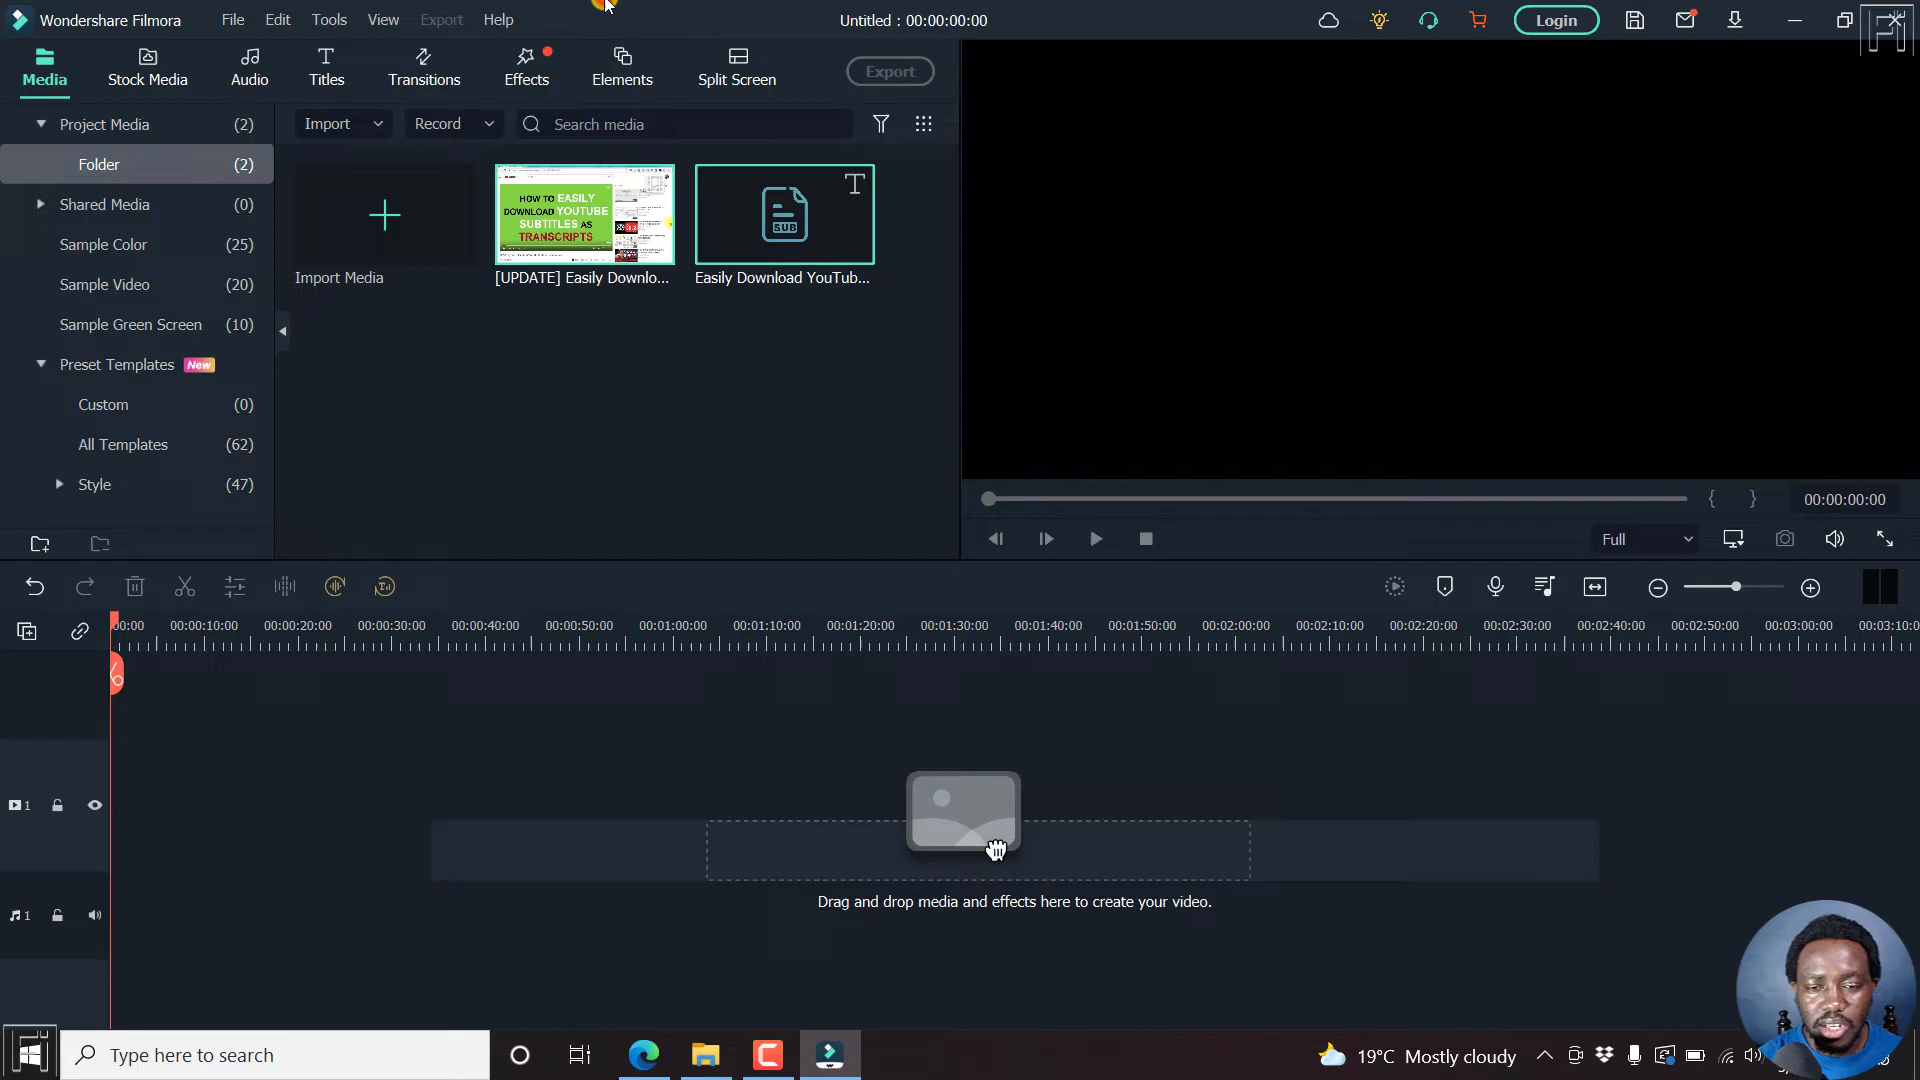 Wondershare Filmora File Edit Tools View Export Help Untitled : 00:00:00:00 Login
Media Stock Media Audio Titles Transitions Effects Elements Split Screen Export
Project Media (2)
Folder (2)
Shared Media (0)
Sample Color (25)
Sample Video (20)
Sample Green Screen (10)
Preset Templates New
Custom (0)
All Templates (62)
Style (47)
Import Record Search media
HOW TO EASILY
DOWNLOAD YOUTUBE
SUBTITLES AS
TRANSCRIPTS
T
SUB
Import Media [UPDATE] Easily Downlo... Easily Download YouTub...
{ } 00:00:00:00
Full
00:00 00:00:10:00 00:00:20:00 00:00:30:00 00:00:40:00 00:00:50:00 00:01:00:00 00:01:10:00 00:01:20:00 00:01:30:00 00:01:40:00 00:01:50:00 00:02:00:00 00:02:10:00 00:02:20:00 00:02:30:00 00:02:40:00 00:02:50:00 00:03:00:00 00:03:10:0
1
Drag and drop media and effects here to create your video.
1
Type here to search 19°C Mostly cloudy